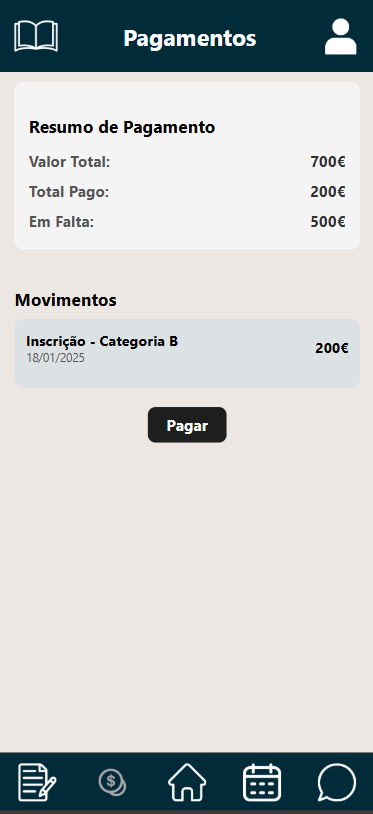 Pagamentos
Resumo de Pagamento
Valor Total: 700€
Total Pago: 200€
Em Falta: 500€
Movimentos
Inscrição - Categoria B 200€
18/01/2025
Pagar
$